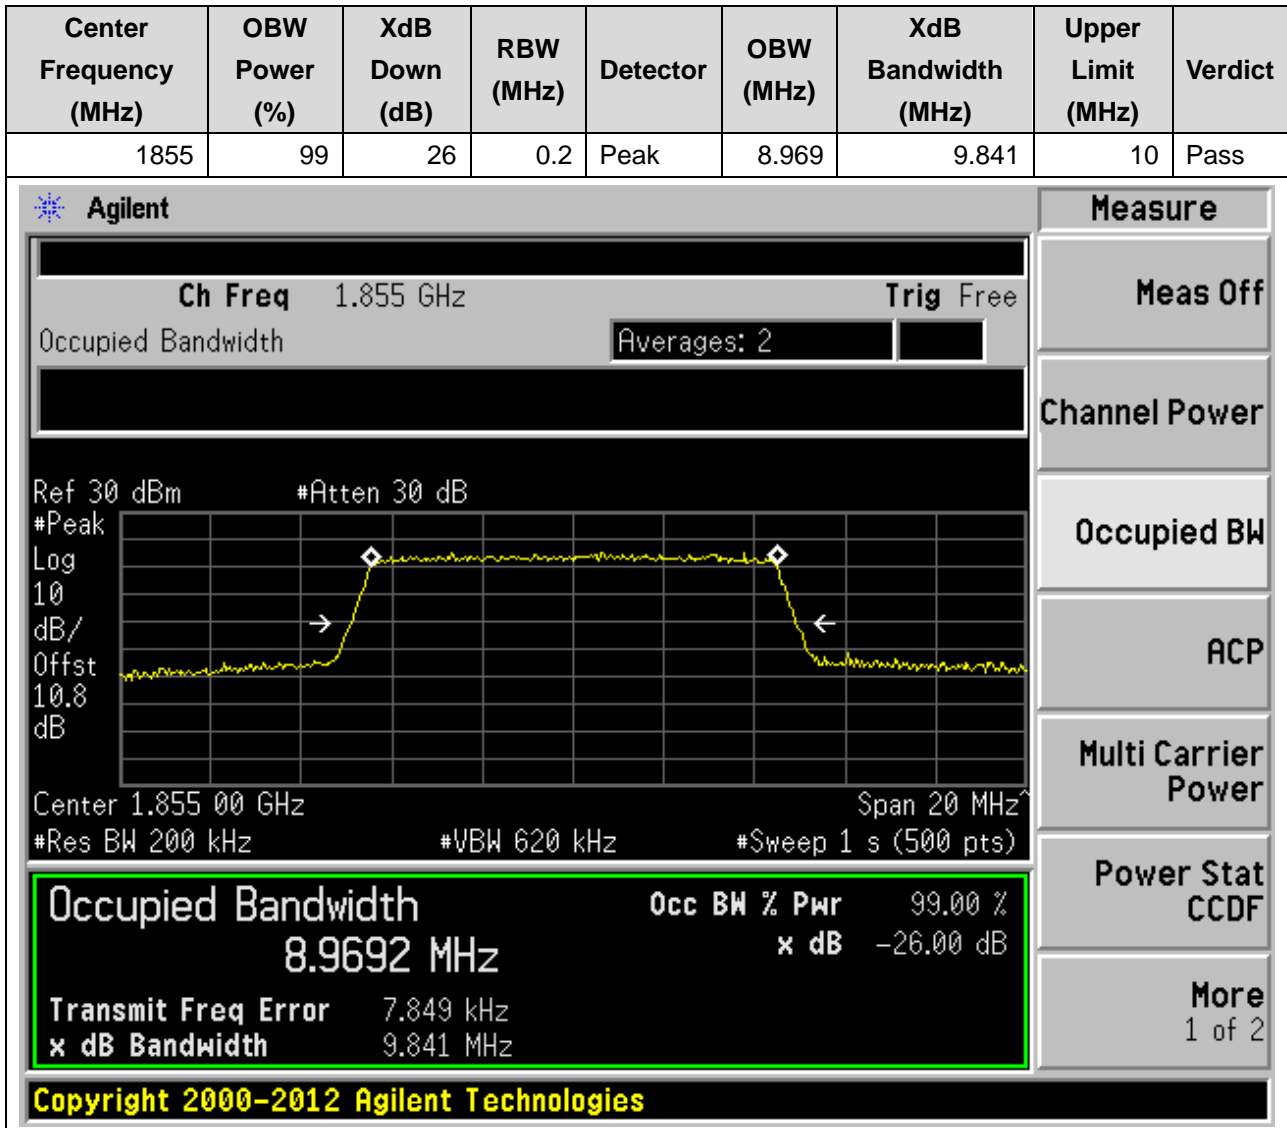 Center Frequency (MHz) OBW Power (%) XdB Down (dB) RBW (MHz) Detector OBW (MHz) XdB Bandwidth (MHz) Upper Limit (MHz) Verdict
1855 99 26 0.2 Peak 8.969 9.841 10 Pass
Agilent
Measure
Ch Freq 1.855 GHz Trig Free
Meas Off
Occupied Bandwidth Averages: 2
Channel Power
Ref 30 dBm #Atten 30 dB
#Peak
Log
10
dB/
Offst
10.8
dB
Occupied BW
ACP
Multi Carrier
Power
Center 1.855 00 GHz Span 20 MHz^
#Res BW 200 kHz #VBW 620 kHz #Sweep 1 s (500 pts)
Power Stat
CCDF
Occupied Bandwidth Occ BW % Pwr 99.00 %
8.9692 MHz x dB -26.00 dB
More
1 of 2
Transmit Freq Error 7.849 kHz
x dB Bandwidth 9.841 MHz
Copyright 2000-2012 Agilent Technologies